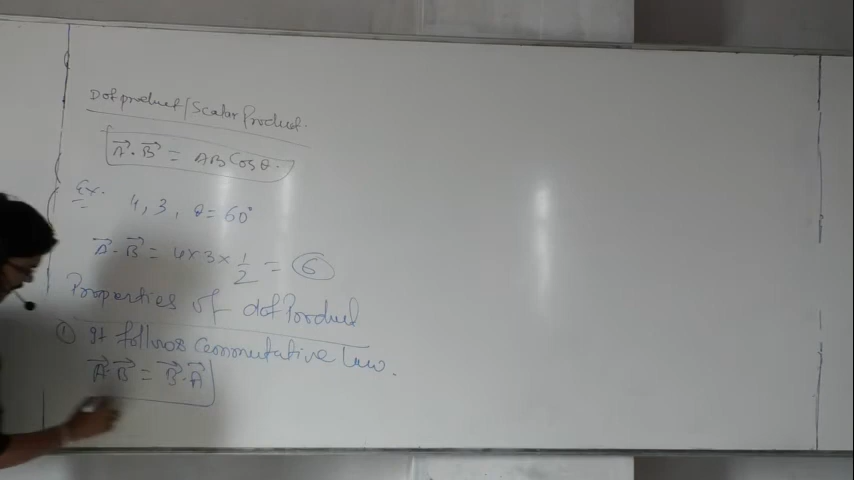 Dot product/Scalar Product.
A⃗·B⃗ = AB Cosθ.
Ex.
4, 3, θ = 60°
A⃗·B⃗ = 4×3×1/2 = 6
Properties of dot Product
① It follows Commutative law.
A⃗·B⃗ = B⃗·A⃗